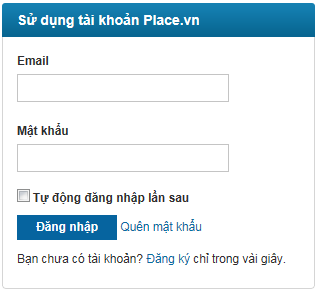 Sử dụng tài khoản Place.vn
Email
Mật khẩu
Tự động đăng nhập lần sau
Đăng nhập Quên mật khẩu
Bạn chưa có tài khoản? Đăng ký chỉ trong vài giây.